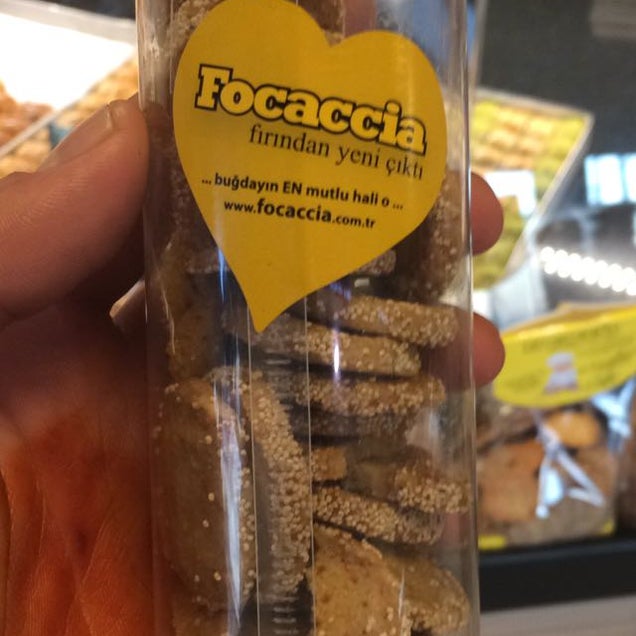 Focaccia
fırından yeni çıktı
... buğdayın EN mutlu hali o ...
www.focaccia.com.tr